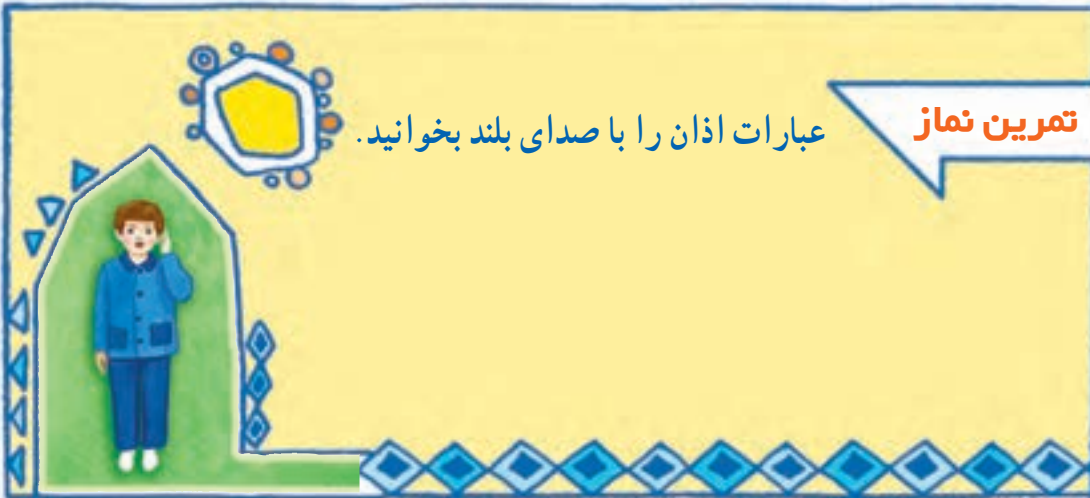 تمرین نماز
عبارات اذان را با صدای بلند بخوانید.